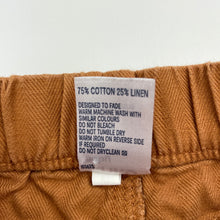 75% COTTON 25% LINEN
DESIGNED TO FADE
WARM MACHINE WASH WITH
SIMILAR COLOURS
DO NOT BLEACH
DO NOT TUMBLE DRY
WARM IRON ON REVERSE SIDE
IF REQUIRED
DO NOT DRYCLEAN